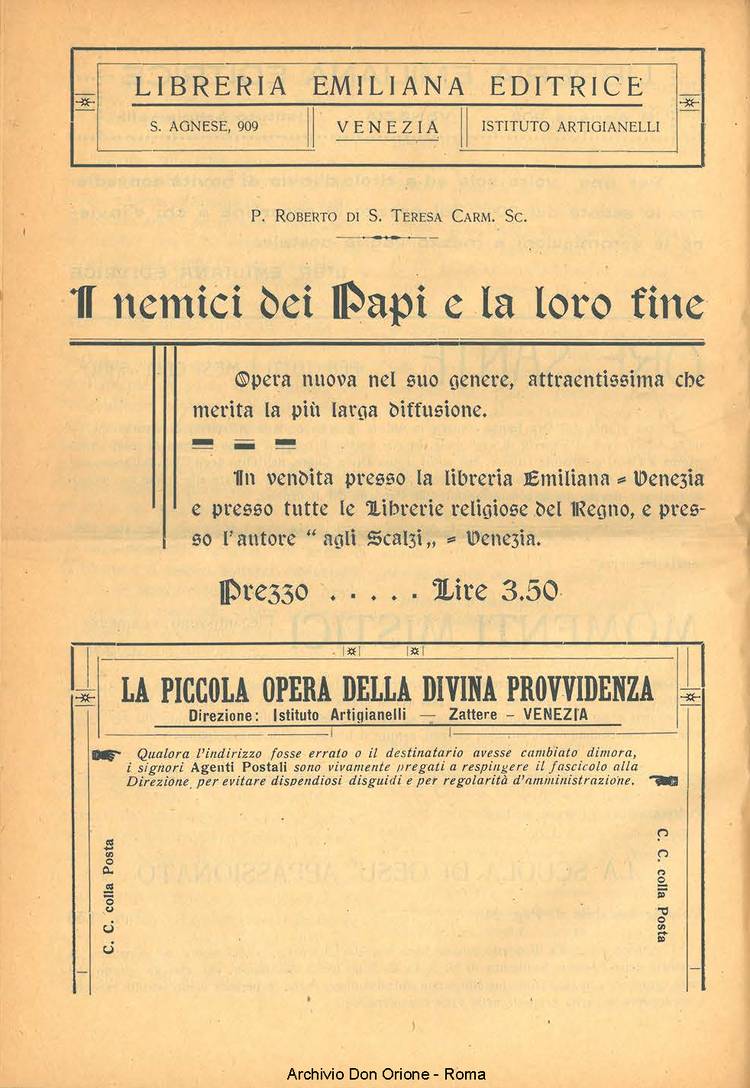 LIBRERIA EMILIANA EDITRICE
S. AGNESE, 909
VENEZIA
ISTITUTO ARTIGIANELLI
P. ROBERTO DI S. TERESA CARM. SC.
I nemici dei Papi e la loro fine
Opera nuova nel suo genere, attraentissima che
merita la più larga diffusione.
In vendita presso la libreria Emiliana = Venezia
e presso tutte le Librerie religiose del Regno, e pres-
so l'autore " agli Scalzi „ = Venezia.
Prezzo . . . . . Lire 3.50
LA PICCOLA OPERA DELLA DIVINA PROVVIDENZA
Direzione: Istituto Artigianelli — Zattere – VENEZIA
Qualora l'indirizzo fosse errato o il destinatario avesse cambiato dimora,
i signori Agenti Postali sono vivamente pregati a respingere il fascicolo alla
Direzione per evitare dispendiosi disguidi e per regolarità d'amministrazione.
C. C. colla Posta
C. C. colla Posta
Archivio Don Orione - Roma